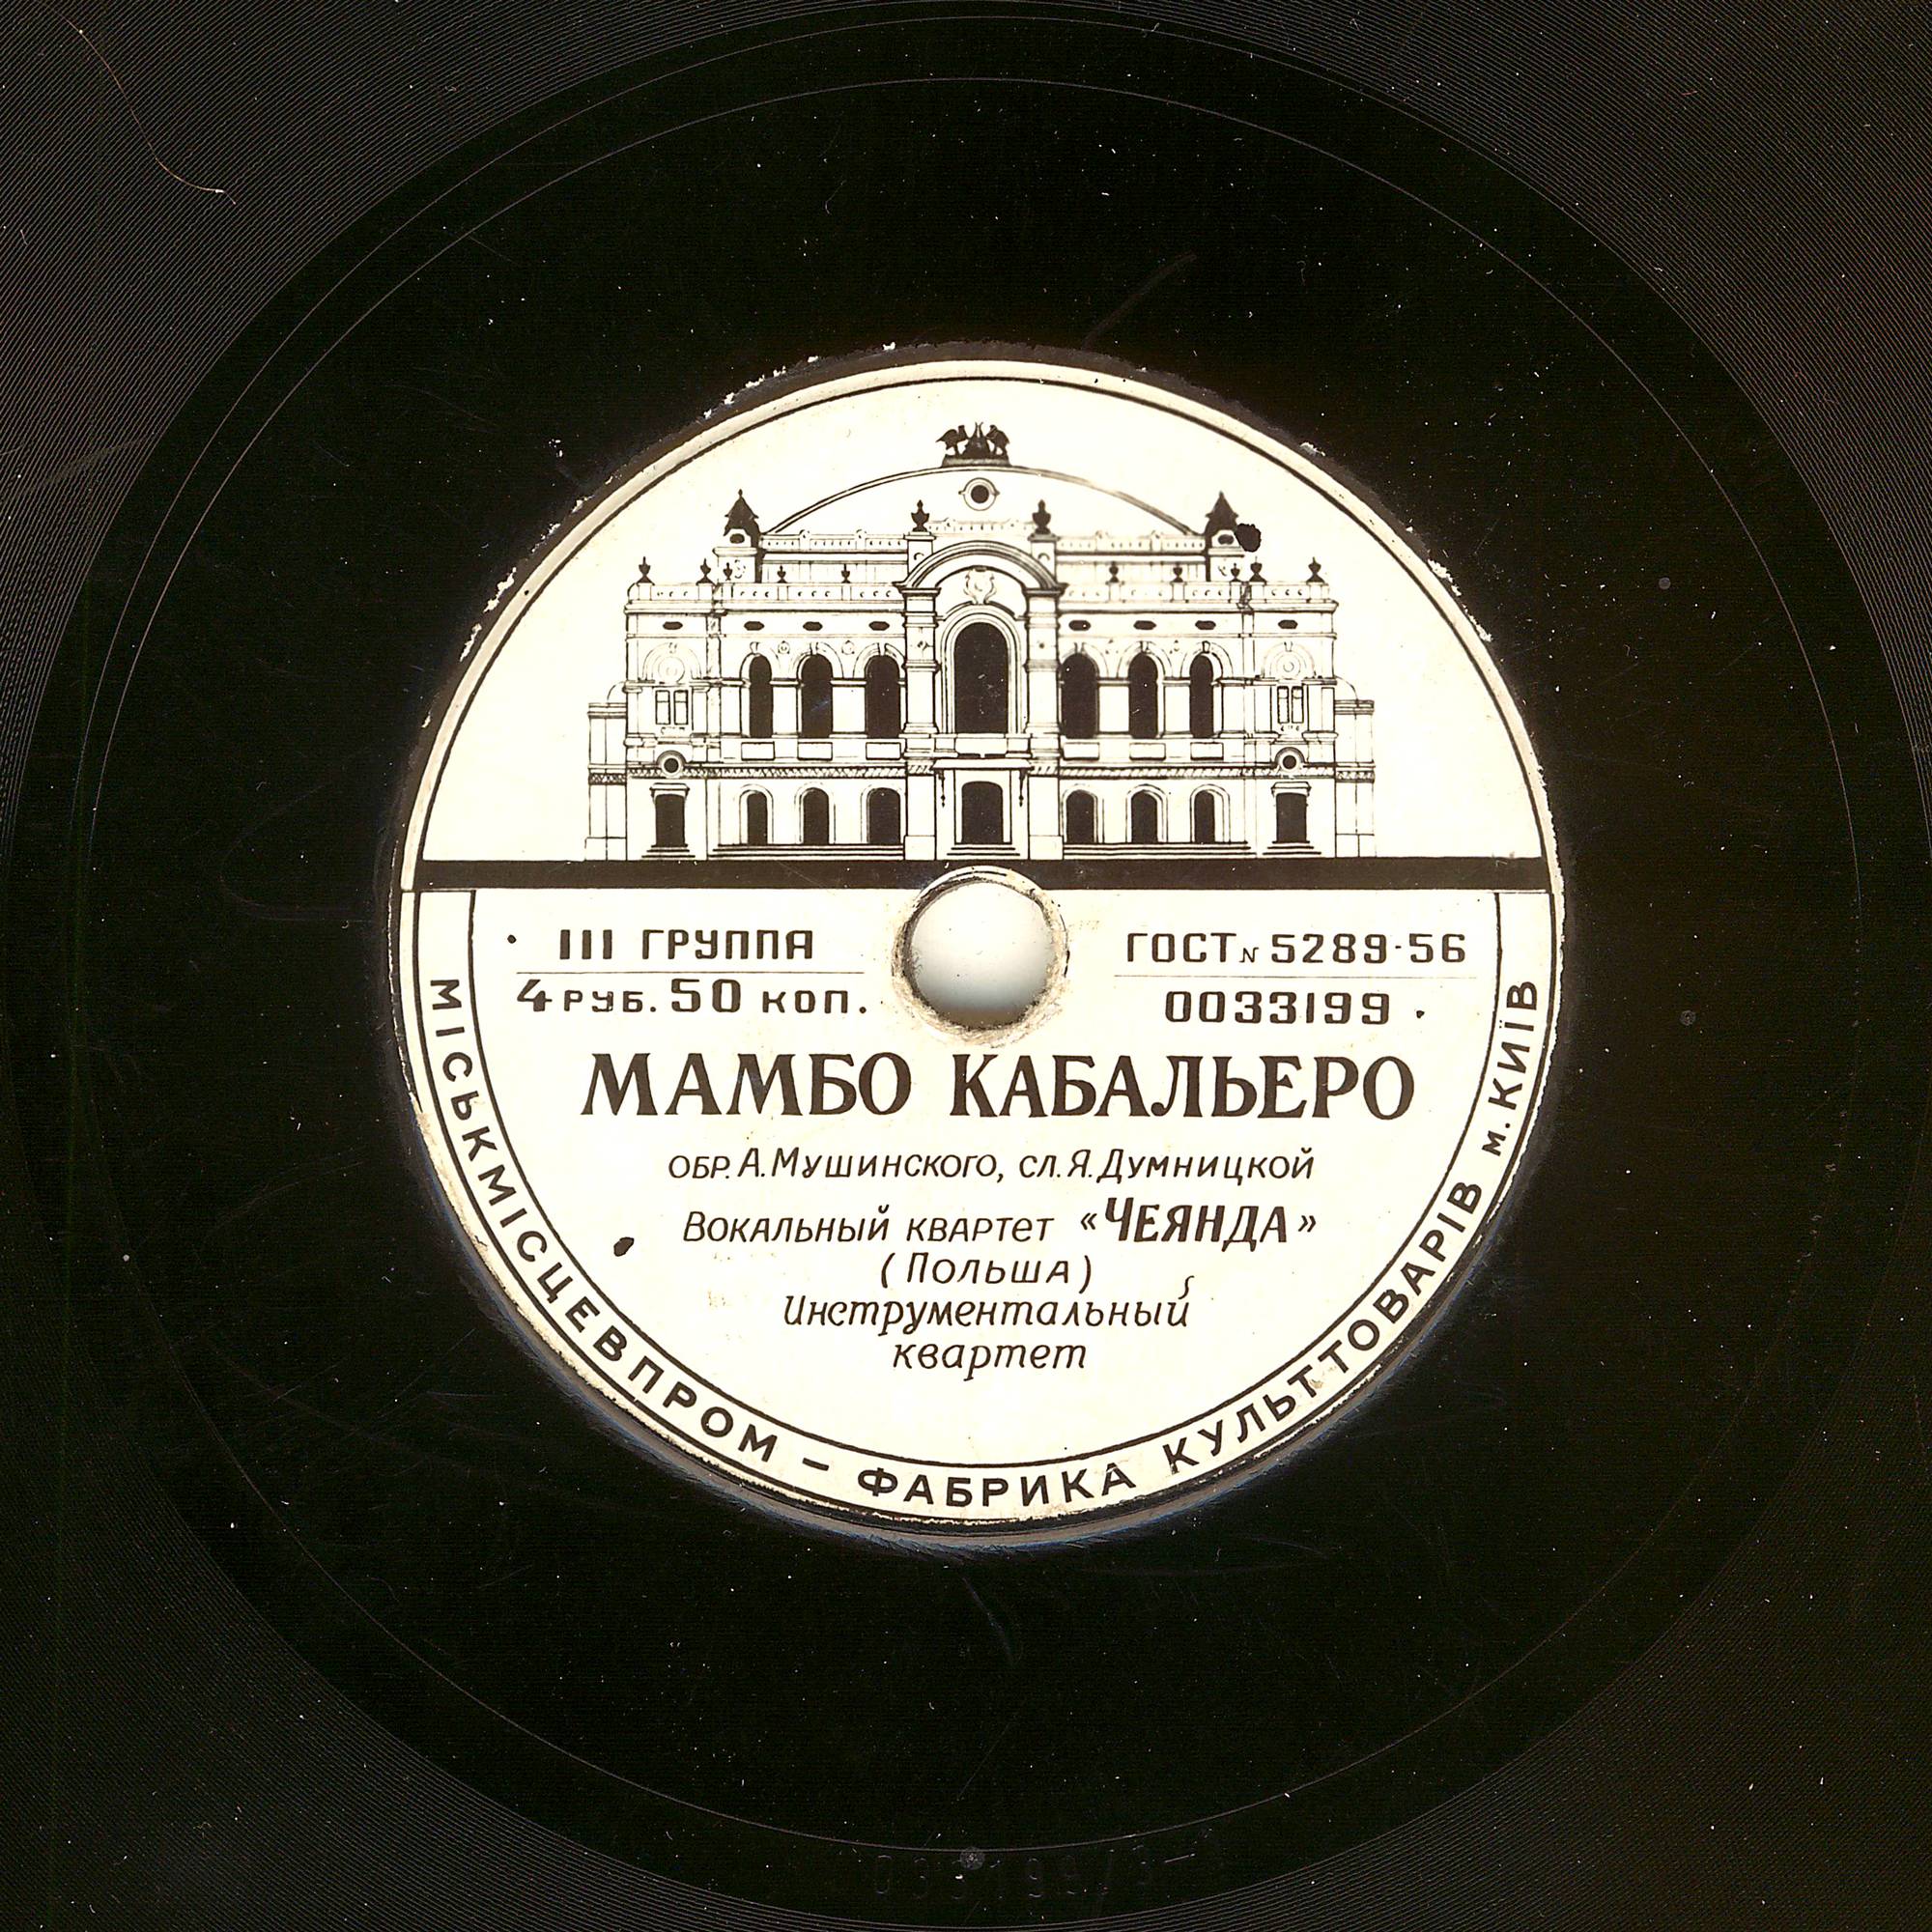 III ГРУППА
4 РУБ. 50 КОП.
ГОСТ N 5289-56
0033199
МАМБО КАБАЛЬЕРО
ОБР. А. МУШИНСКОГО, СЛ. Я. ДУМНИЦКОЙ
ВОКАЛЬНЫЙ КВАРТЕТ «ЧЕЯНДА»
(ПОЛЬША)
Инструментальный
квартет
МІСЬКМІСЦЕВПРОМ – ФАБРИКА КУЛЬТТОВАРІВ м. КИЇВ